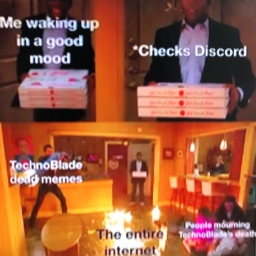 Me waking up
in a good
mood
*Checks Discord
TechnoBlade
dead memes
The entire
internet
People mourning
TechnoBlade's death